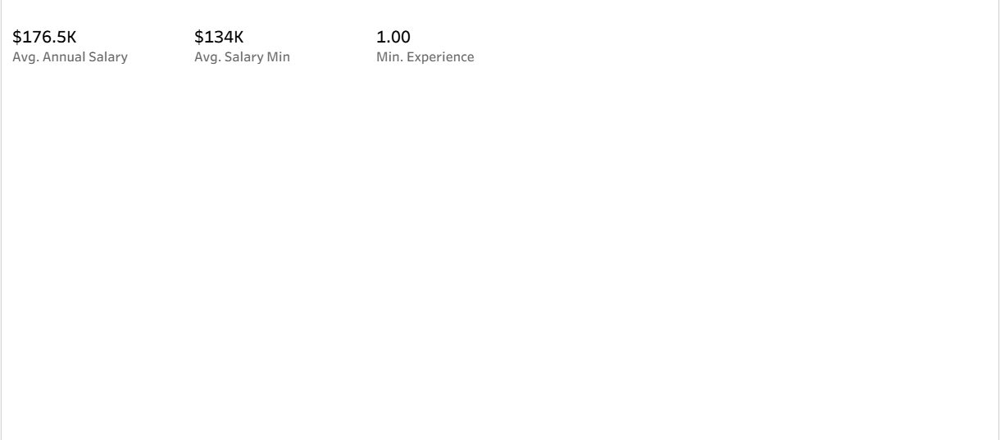 $176.5K $134K 1.00
Avg. Annual Salary Avg. Salary Min Min. Experience